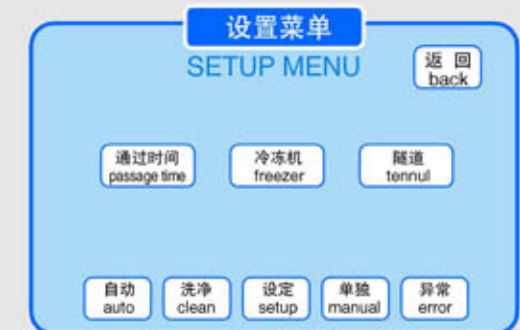 设置菜单
SETUP MENU
返 回
back
通过时间
passage time
冷冻机
freezer
隧道
tennul
自动
auto
洗净
clean
设定
setup
单独
manual
异常
error